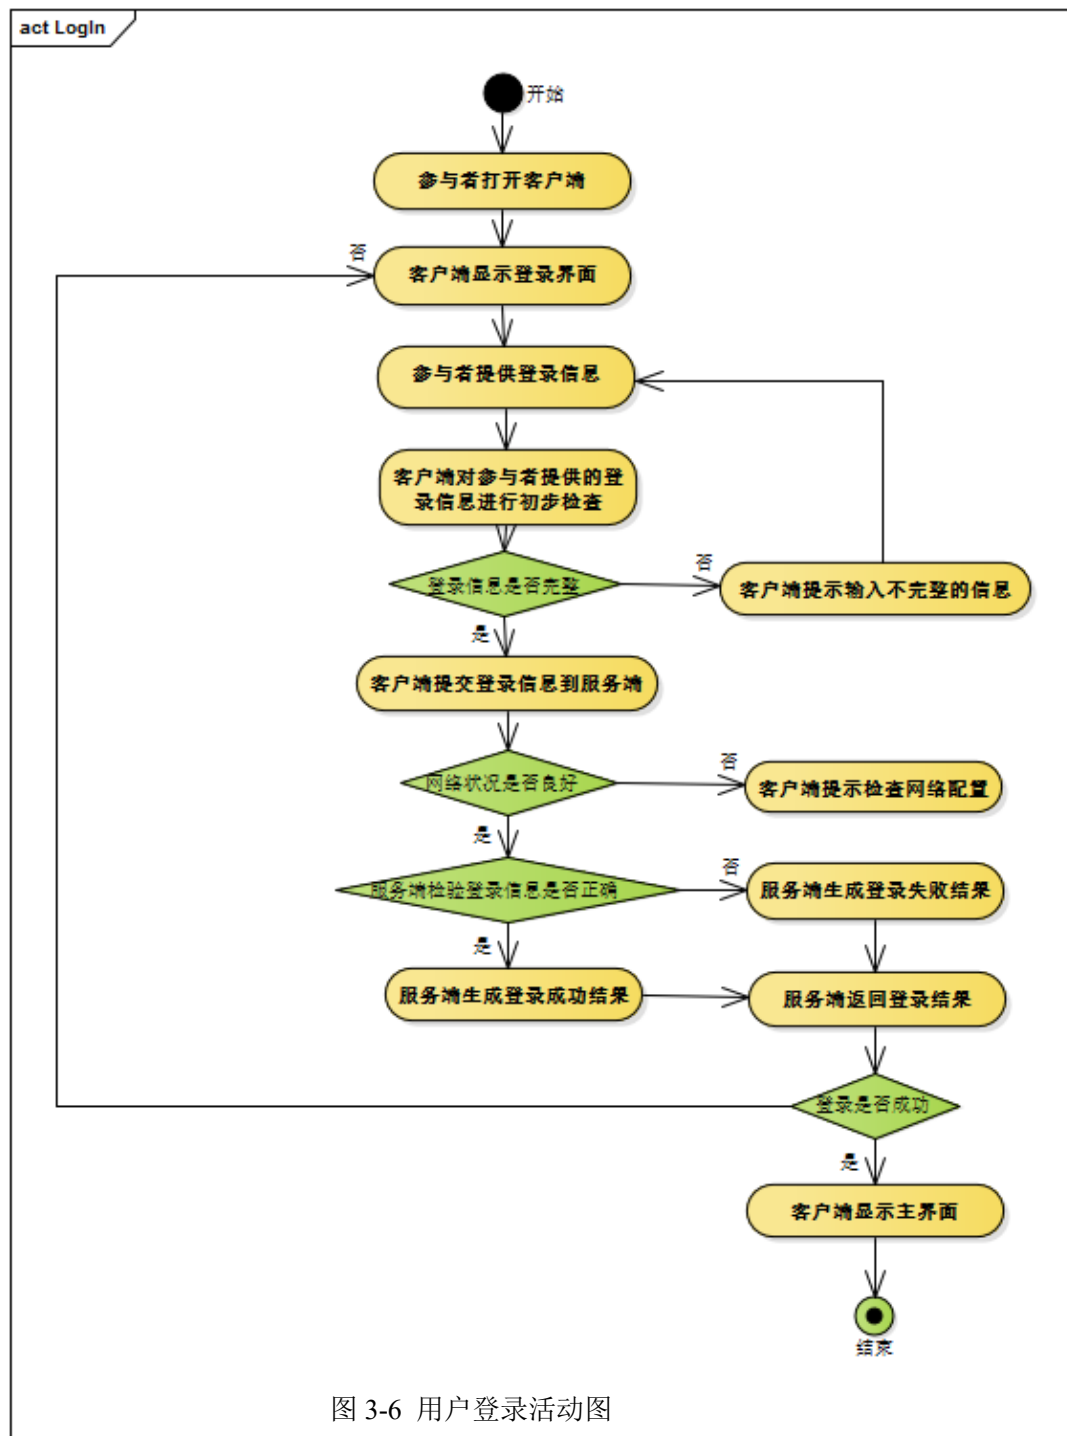 act LogIn
开始
参与者打开客户端
否
客户端显示登录界面
参与者提供登录信息
客户端对参与者提供的登
录信息进行初步检查
登录信息是否完整
否
客户端提示输入不完整的信息
是
客户端提交登录信息到服务端
网络状况是否良好
否
客户端提示检查网络配置
是
服务端检验登录信息是否正确
否
服务端生成登录失败结果
是
服务端生成登录成功结果
服务端返回登录结果
登录是否成功
是
客户端显示主界面
结束
图 3-6 用户登录活动图